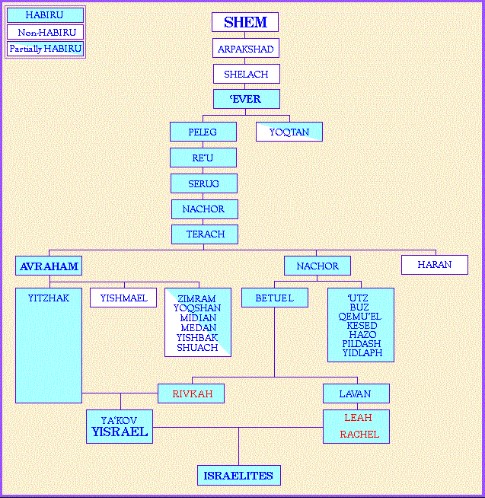 HABIRU
Non-HABIRU
Partially HABIRU
SHEM
ARPAKSHAD
SHELACH
'EVER
PELEG
YOQTAN
RE'U
SERUG
NACHOR
TERACH
AVRAHAM
NACHOR
HARAN
YITZHAK
YISHMAEL
ZIMRAM
YOQSHAN
MIDIAN
MEDAN
YISHBAK
SHUACH
BETUEL
'UTZ
BUZ
QEMU'EL
KESED
HAZO
PILDASH
YIDLAPH
RIVKAH
LAVAN
YA'KOV
YISRAEL
LEAH
RACHEL
ISRAELITES